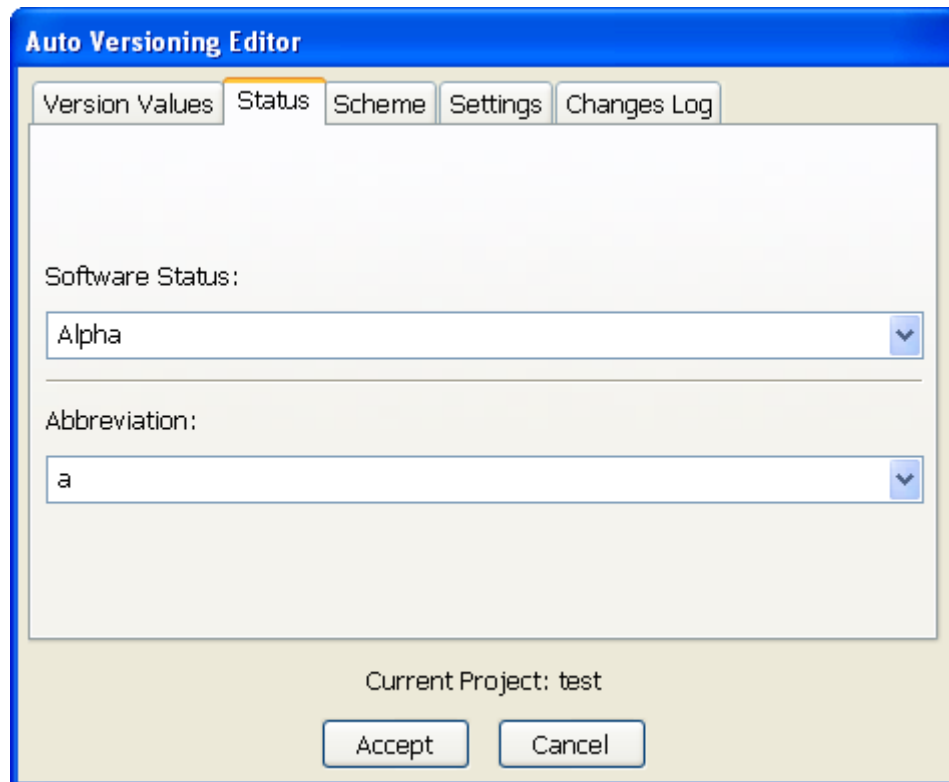 Auto Versioning Editor
Version Values Status Scheme Settings Changes Log
Software Status:
Alpha
Abbreviation:
a
Current Project: test
Accept Cancel